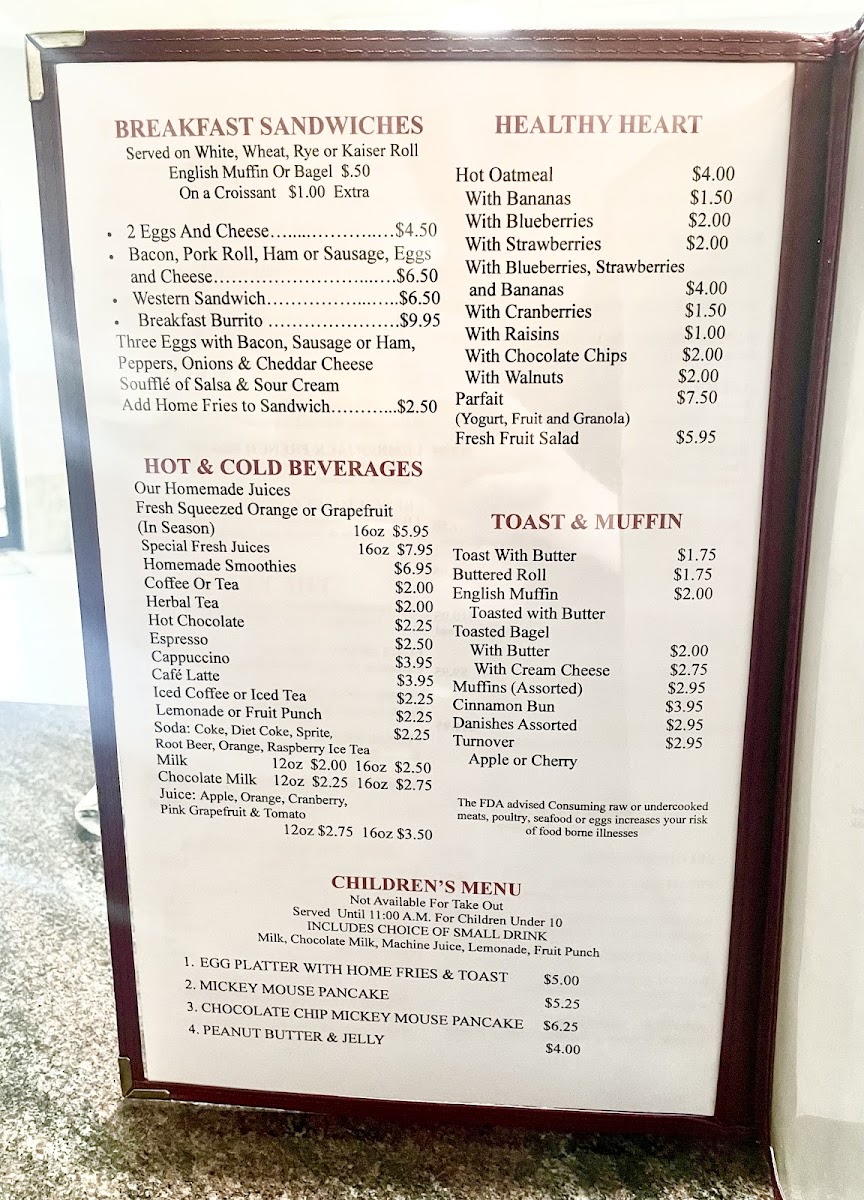 BREAKFAST SANDWICHES
Served on White, Wheat, Rye or Kaiser Roll
English Muffin Or Bagel $.50
On a Croissant $1.00 Extra
• 2 Eggs And Cheese…....…………..…$4.50
• Bacon, Pork Roll, Ham or Sausage, Eggs
and Cheese……………………..….…$6.50
• Western Sandwich……………..…...$6.50
• Breakfast Burrito ………………….$9.95
Three Eggs with Bacon, Sausage or Ham,
Peppers, Onions & Cheddar Cheese
Soufflé of Salsa & Sour Cream
Add Home Fries to Sandwich………...$2.50
HOT & COLD BEVERAGES
Our Homemade Juices
Fresh Squeezed Orange or Grapefruit
(In Season) 16oz $5.95
Special Fresh Juices 16oz $7.95
Homemade Smoothies $6.95
Coffee Or Tea $2.00
Herbal Tea $2.00
Hot Chocolate $2.25
Espresso $2.50
Cappuccino $3.95
Café Latte $3.95
Iced Coffee or Iced Tea $2.25
Lemonade or Fruit Punch $2.25
Soda: Coke, Diet Coke, Sprite, $2.25
Root Beer, Orange, Raspberry Ice Tea
Milk 12oz $2.00 16oz $2.50
Chocolate Milk 12oz $2.25 16oz $2.75
Juice: Apple, Orange, Cranberry,
Pink Grapefruit & Tomato
12oz $2.75 16oz $3.50
HEALTHY HEART
Hot Oatmeal $4.00
With Bananas $1.50
With Blueberries $2.00
With Strawberries $2.00
With Blueberries, Strawberries
and Bananas $4.00
With Cranberries $1.50
With Raisins $1.00
With Chocolate Chips $2.00
With Walnuts $2.00
Parfait $7.50
(Yogurt, Fruit and Granola)
Fresh Fruit Salad $5.95
TOAST & MUFFIN
Toast With Butter $1.75
Buttered Roll $1.75
English Muffin $2.00
Toasted with Butter
Toasted Bagel
With Butter $2.00
With Cream Cheese $2.75
Muffins (Assorted) $2.95
Cinnamon Bun $3.95
Danishes Assorted $2.95
Turnover $2.95
Apple or Cherry
The FDA advised Consuming raw or undercooked
meats, poultry, seafood or eggs increases your risk
of food borne illnesses
CHILDREN'S MENU
Not Available For Take Out
Served Until 11:00 A.M. For Children Under 10
INCLUDES CHOICE OF SMALL DRINK
Milk, Chocolate Milk, Machine Juice, Lemonade, Fruit Punch
1. EGG PLATTER WITH HOME FRIES & TOAST $5.00
2. MICKEY MOUSE PANCAKE $5.25
3. CHOCOLATE CHIP MICKEY MOUSE PANCAKE $6.25
4. PEANUT BUTTER & JELLY $4.00